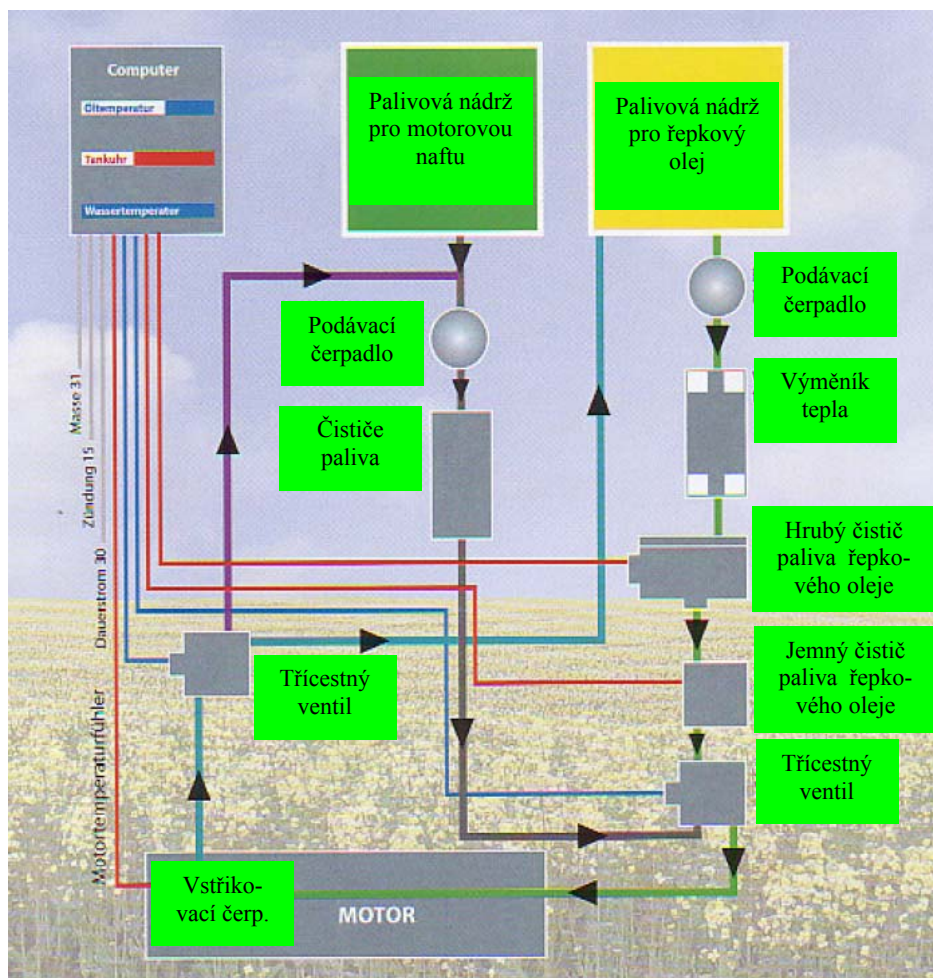 Computer
Öltemperatur
Tankuhr
Wassertemperater
Palivová nádrž
pro motorovou
naftu
Palivová nádrž
pro řepkový
olej
Podávací
čerpadlo
Podávací
čerpadlo
Čističe
paliva
Výměník
tepla
Masse 31
Zündung 15
Dauerstrom 30
Motortemperaturfühler
Hrubý čistič
paliva řepko-
vého oleje
Jemný čistič
paliva řepko-
vého oleje
Třícestný
ventil
Třícestný
ventil
Vstřiko-
vací čerp.
MOTOR